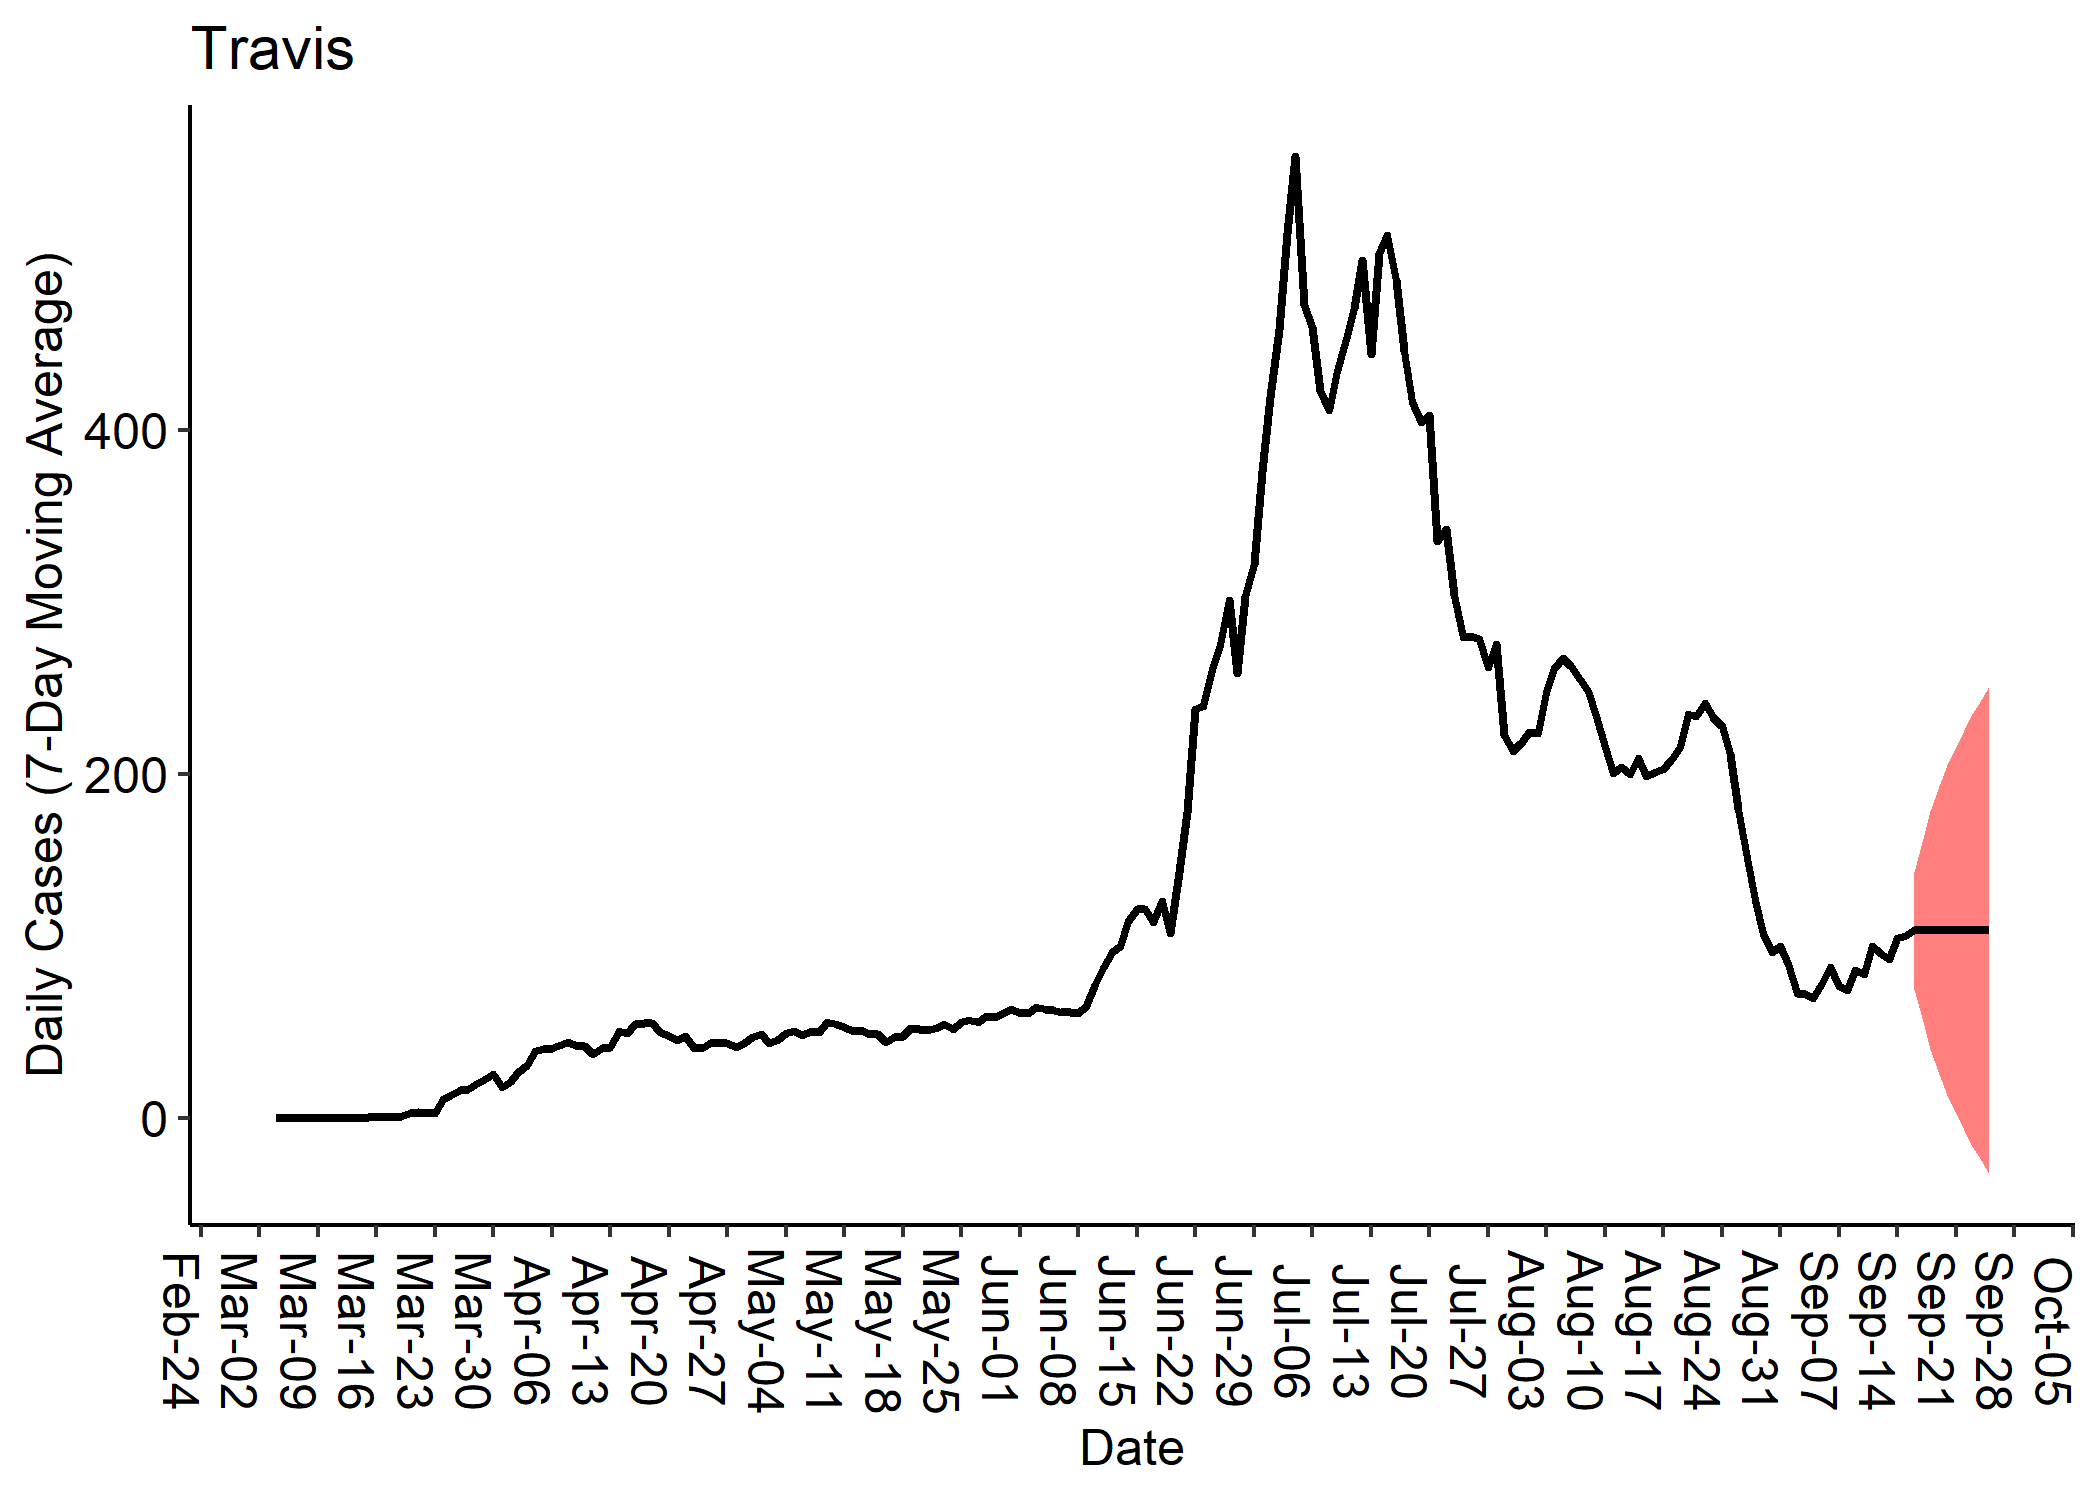 Travis
Daily Cases (7-Day Moving Average)
400
200
0
Feb-24
Mar-02
Mar-09
Mar-16
Mar-23
Mar-30
Apr-06
Apr-13
Apr-20
Apr-27
May-04
May-11
May-18
May-25
Jun-01
Jun-08
Jun-15
Jun-22
Jun-29
Jul-06
Jul-13
Jul-20
Jul-27
Aug-03
Aug-10
Aug-17
Aug-24
Aug-31
Sep-07
Sep-14
Sep-21
Sep-28
Oct-05
Date